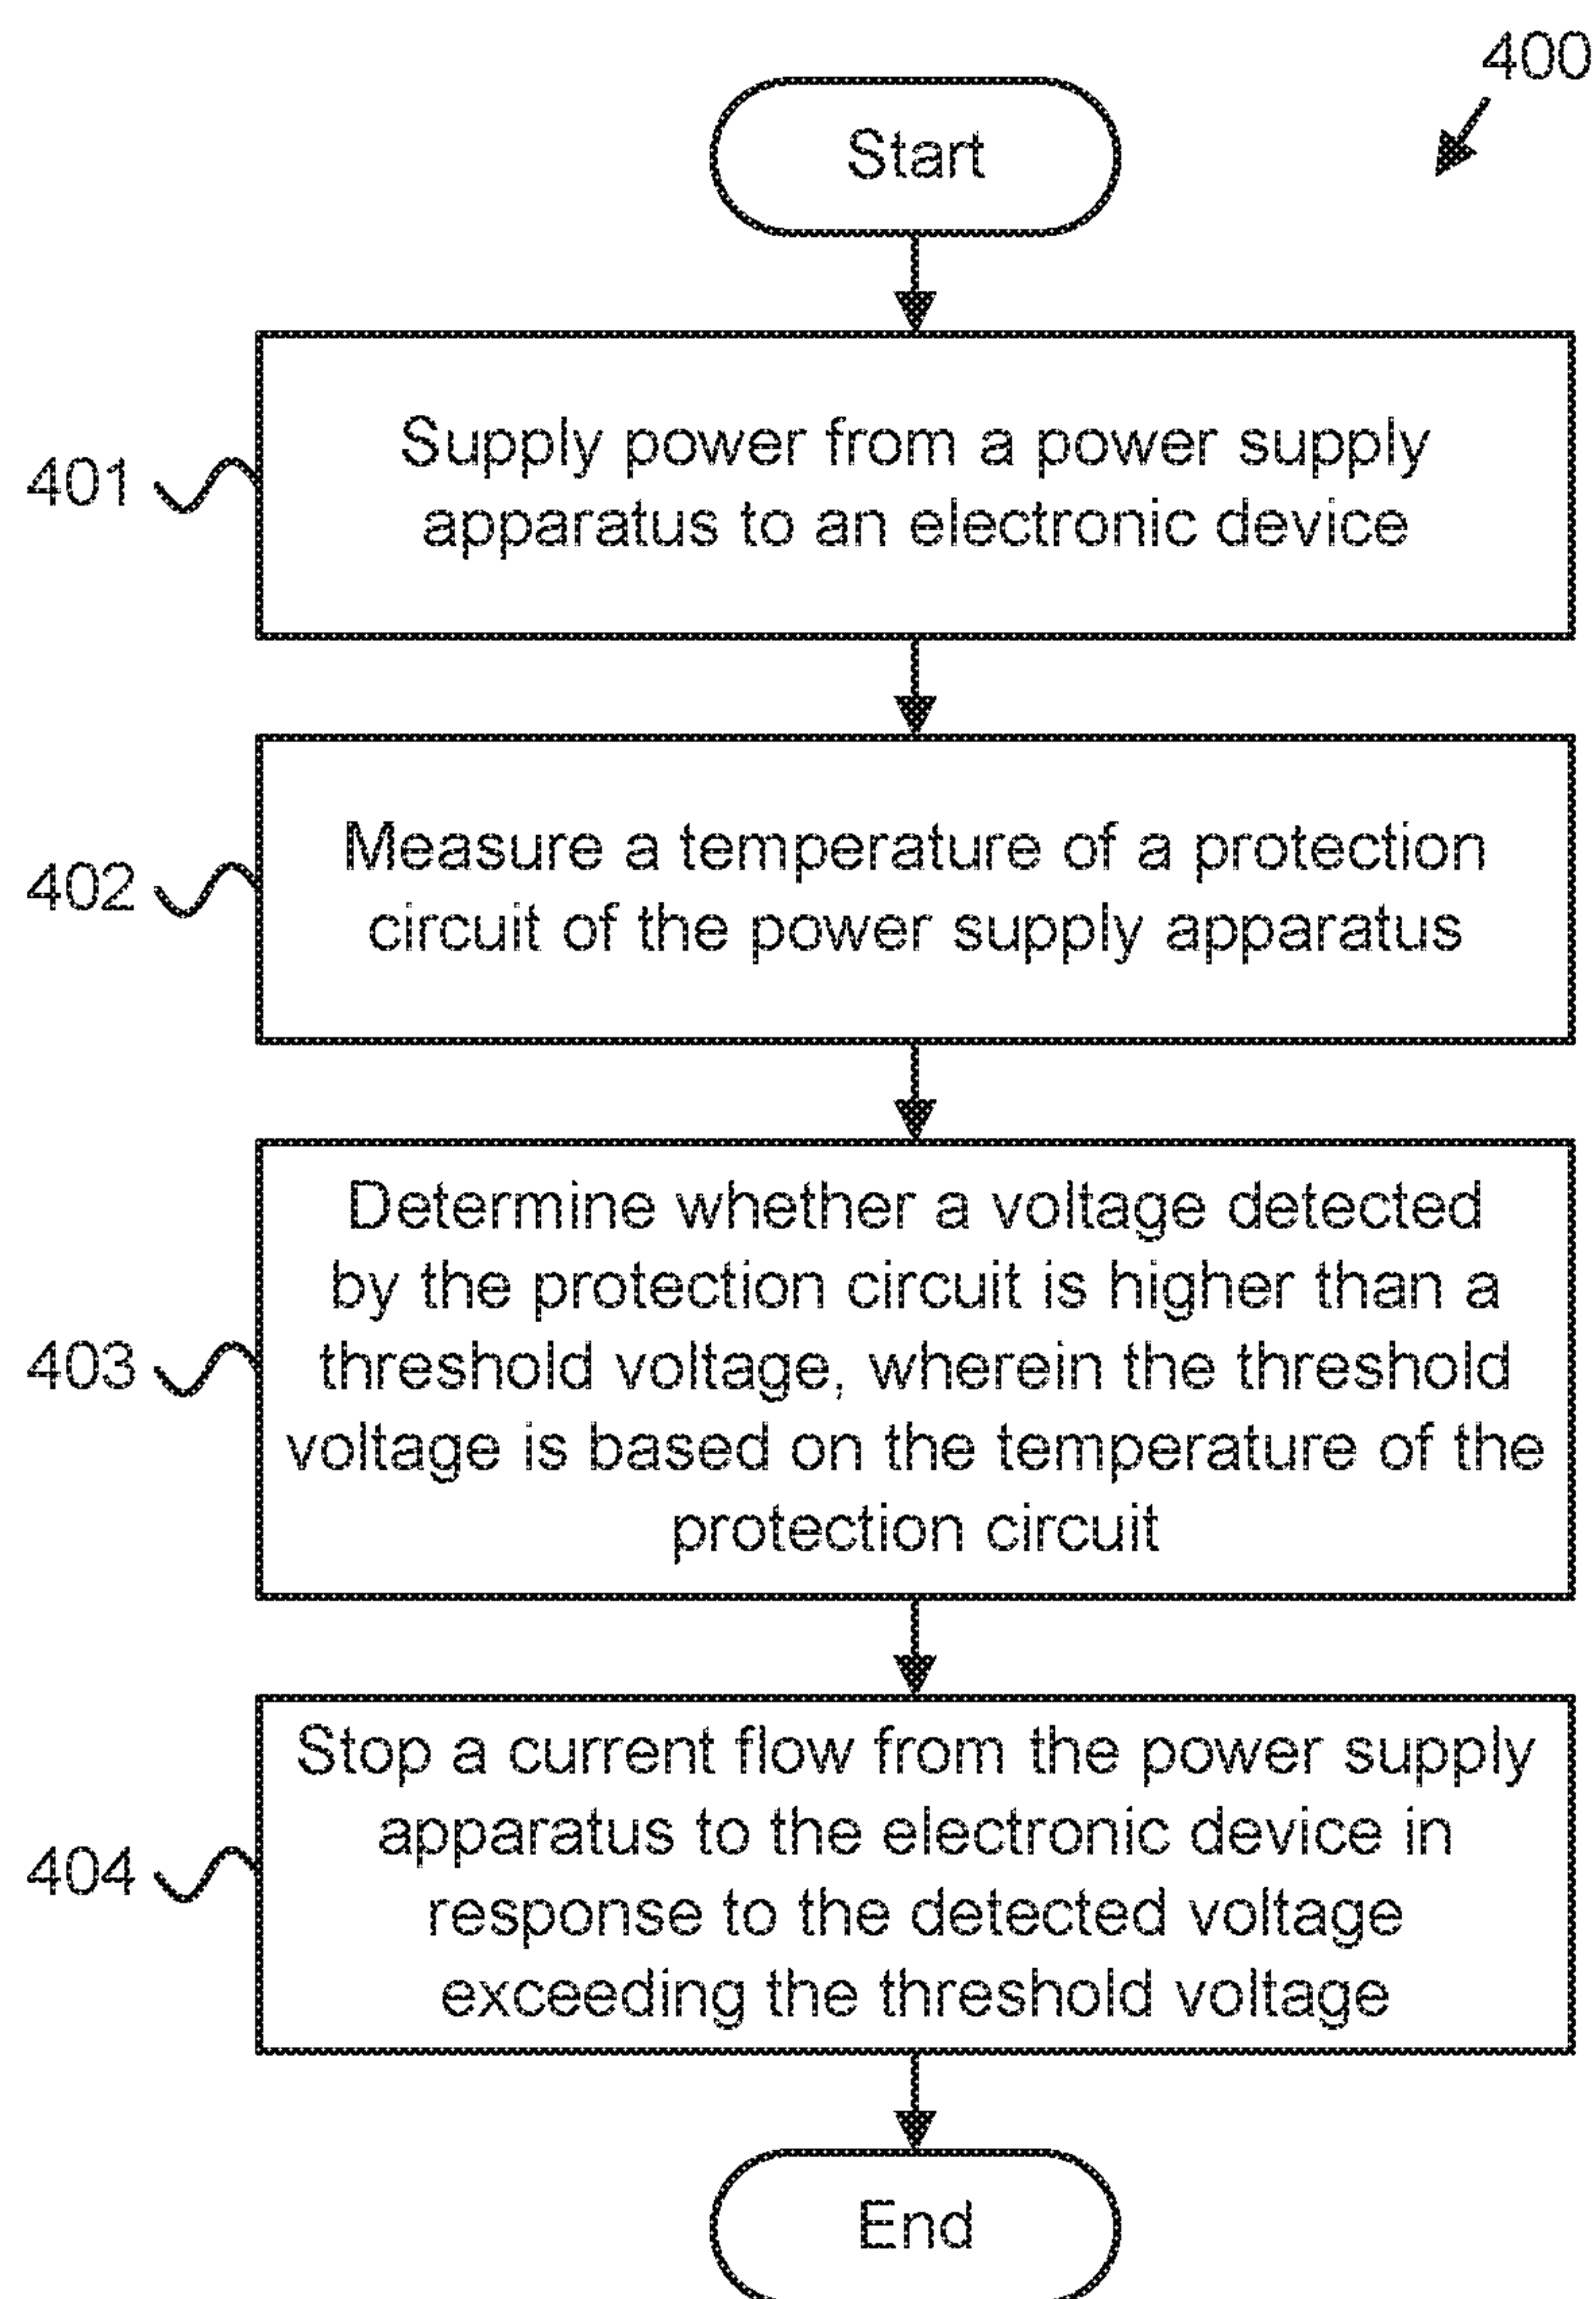 400
Start
401
Supply power from a power supply
apparatus to an electronic device
402
Measure a temperature of a protection
circuit of the power supply apparatus
403
Determine whether a voltage detected
by the protection circuit is higher than a
threshold voltage, wherein the threshold
voltage is based on the temperature of the
protection circuit
404
Stop a current flow from the power supply
apparatus to the electronic device in
response to the detected voltage
exceeding the threshold voltage
End